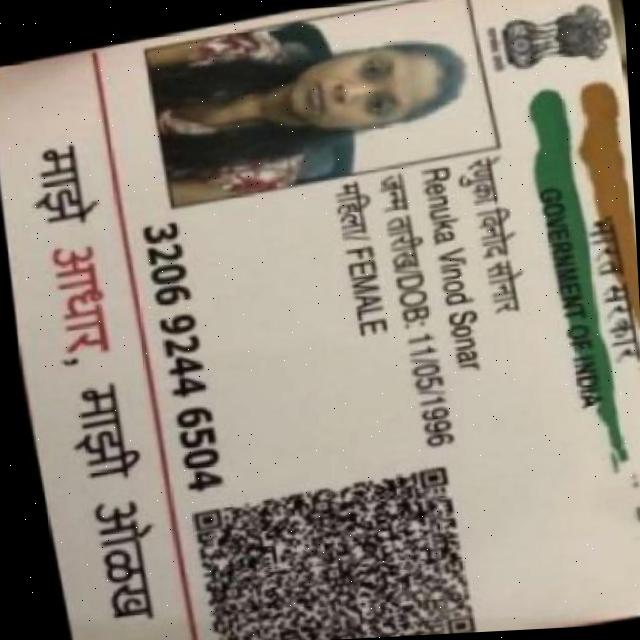 भारत सरकार
GOVERNMENT OF INDIA
रेणुका विनोद सोनार
Renuka Vinod Sonar
जन्म तारीख/DOB: 11/05/1996
महिला/ FEMALE
3206 9244 6504
माझे आधार, माझी ओळख